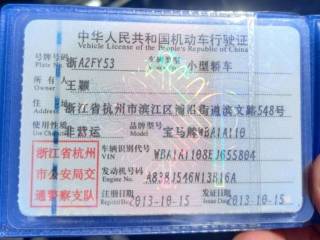 中华人民共和国机动车行驶证
Vehicle License of the People's Republic of China
号牌号码 浙A2FY53 车辆类型 小型轿车
所有人 王颖
Owner
住址 浙江省杭州市滨江区浦沿街道滨文路548号
使用性质 非营运 品牌型号 宝马牌WBA1A110
浙江省杭州市公安局交通警察支队
车辆识别代号
VIN
发动机号码
Engine No.
注册日期 2013-10-15 发证日期 2013-10-15